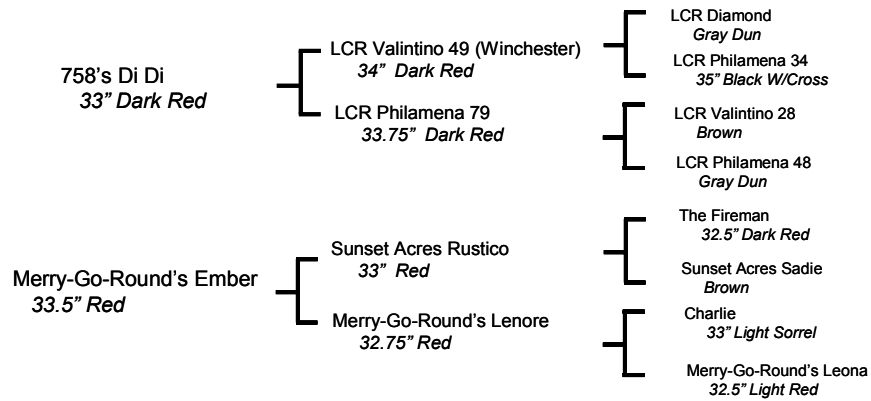 758's Di Di
33” Dark Red
LCR Valintino 49 (Winchester)
34” Dark Red
LCR Philamena 79
33.75” Dark Red
LCR Diamond
Gray Dun
LCR Philamena 34
35” Black W/Cross
LCR Valintino 28
Brown
LCR Philamena 48
Gray Dun
Merry-Go-Round's Ember
33.5” Red
Sunset Acres Rustico
33” Red
Merry-Go-Round's Lenore
32.75” Red
The Fireman
32.5” Dark Red
Sunset Acres Sadie
Brown
Charlie
33” Light Sorrel
Merry-Go-Round's Leona
32.5” Light Red